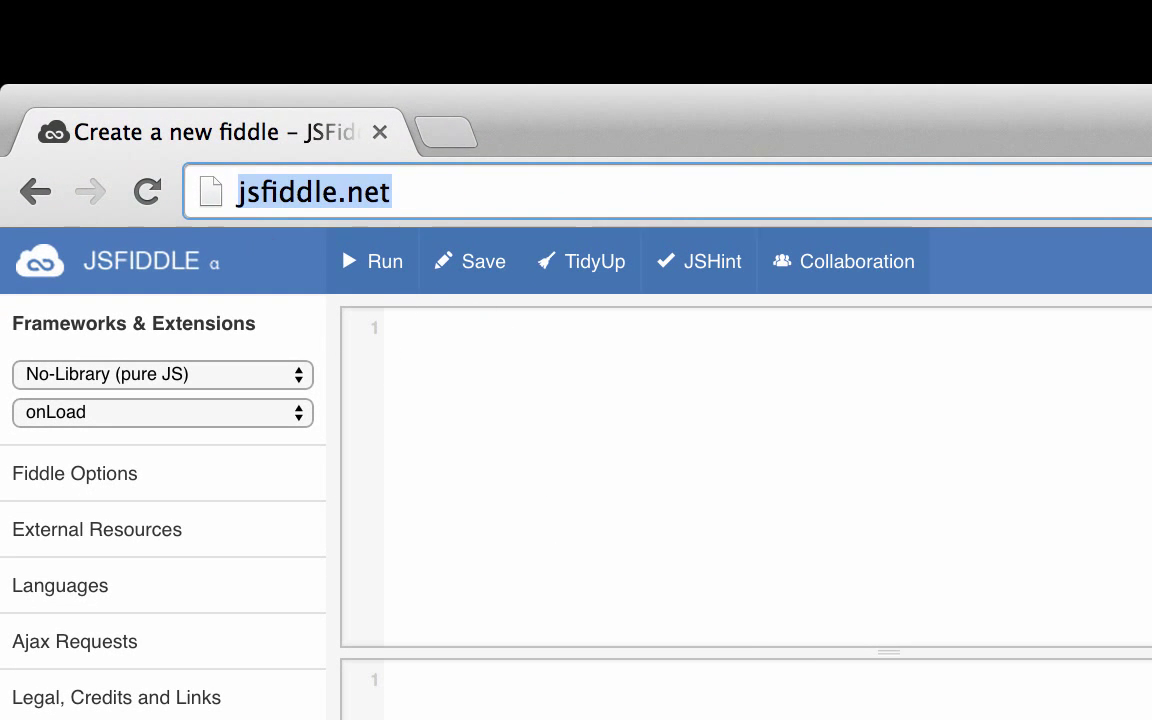 Create a new fiddle – JSFid
jsfiddle.net
JSFIDDLE α
Run Save TidyUp JSHint Collaboration
Frameworks & Extensions
No-Library (pure JS)
onLoad
Fiddle Options
External Resources
Languages
Ajax Requests
Legal, Credits and Links
1
1